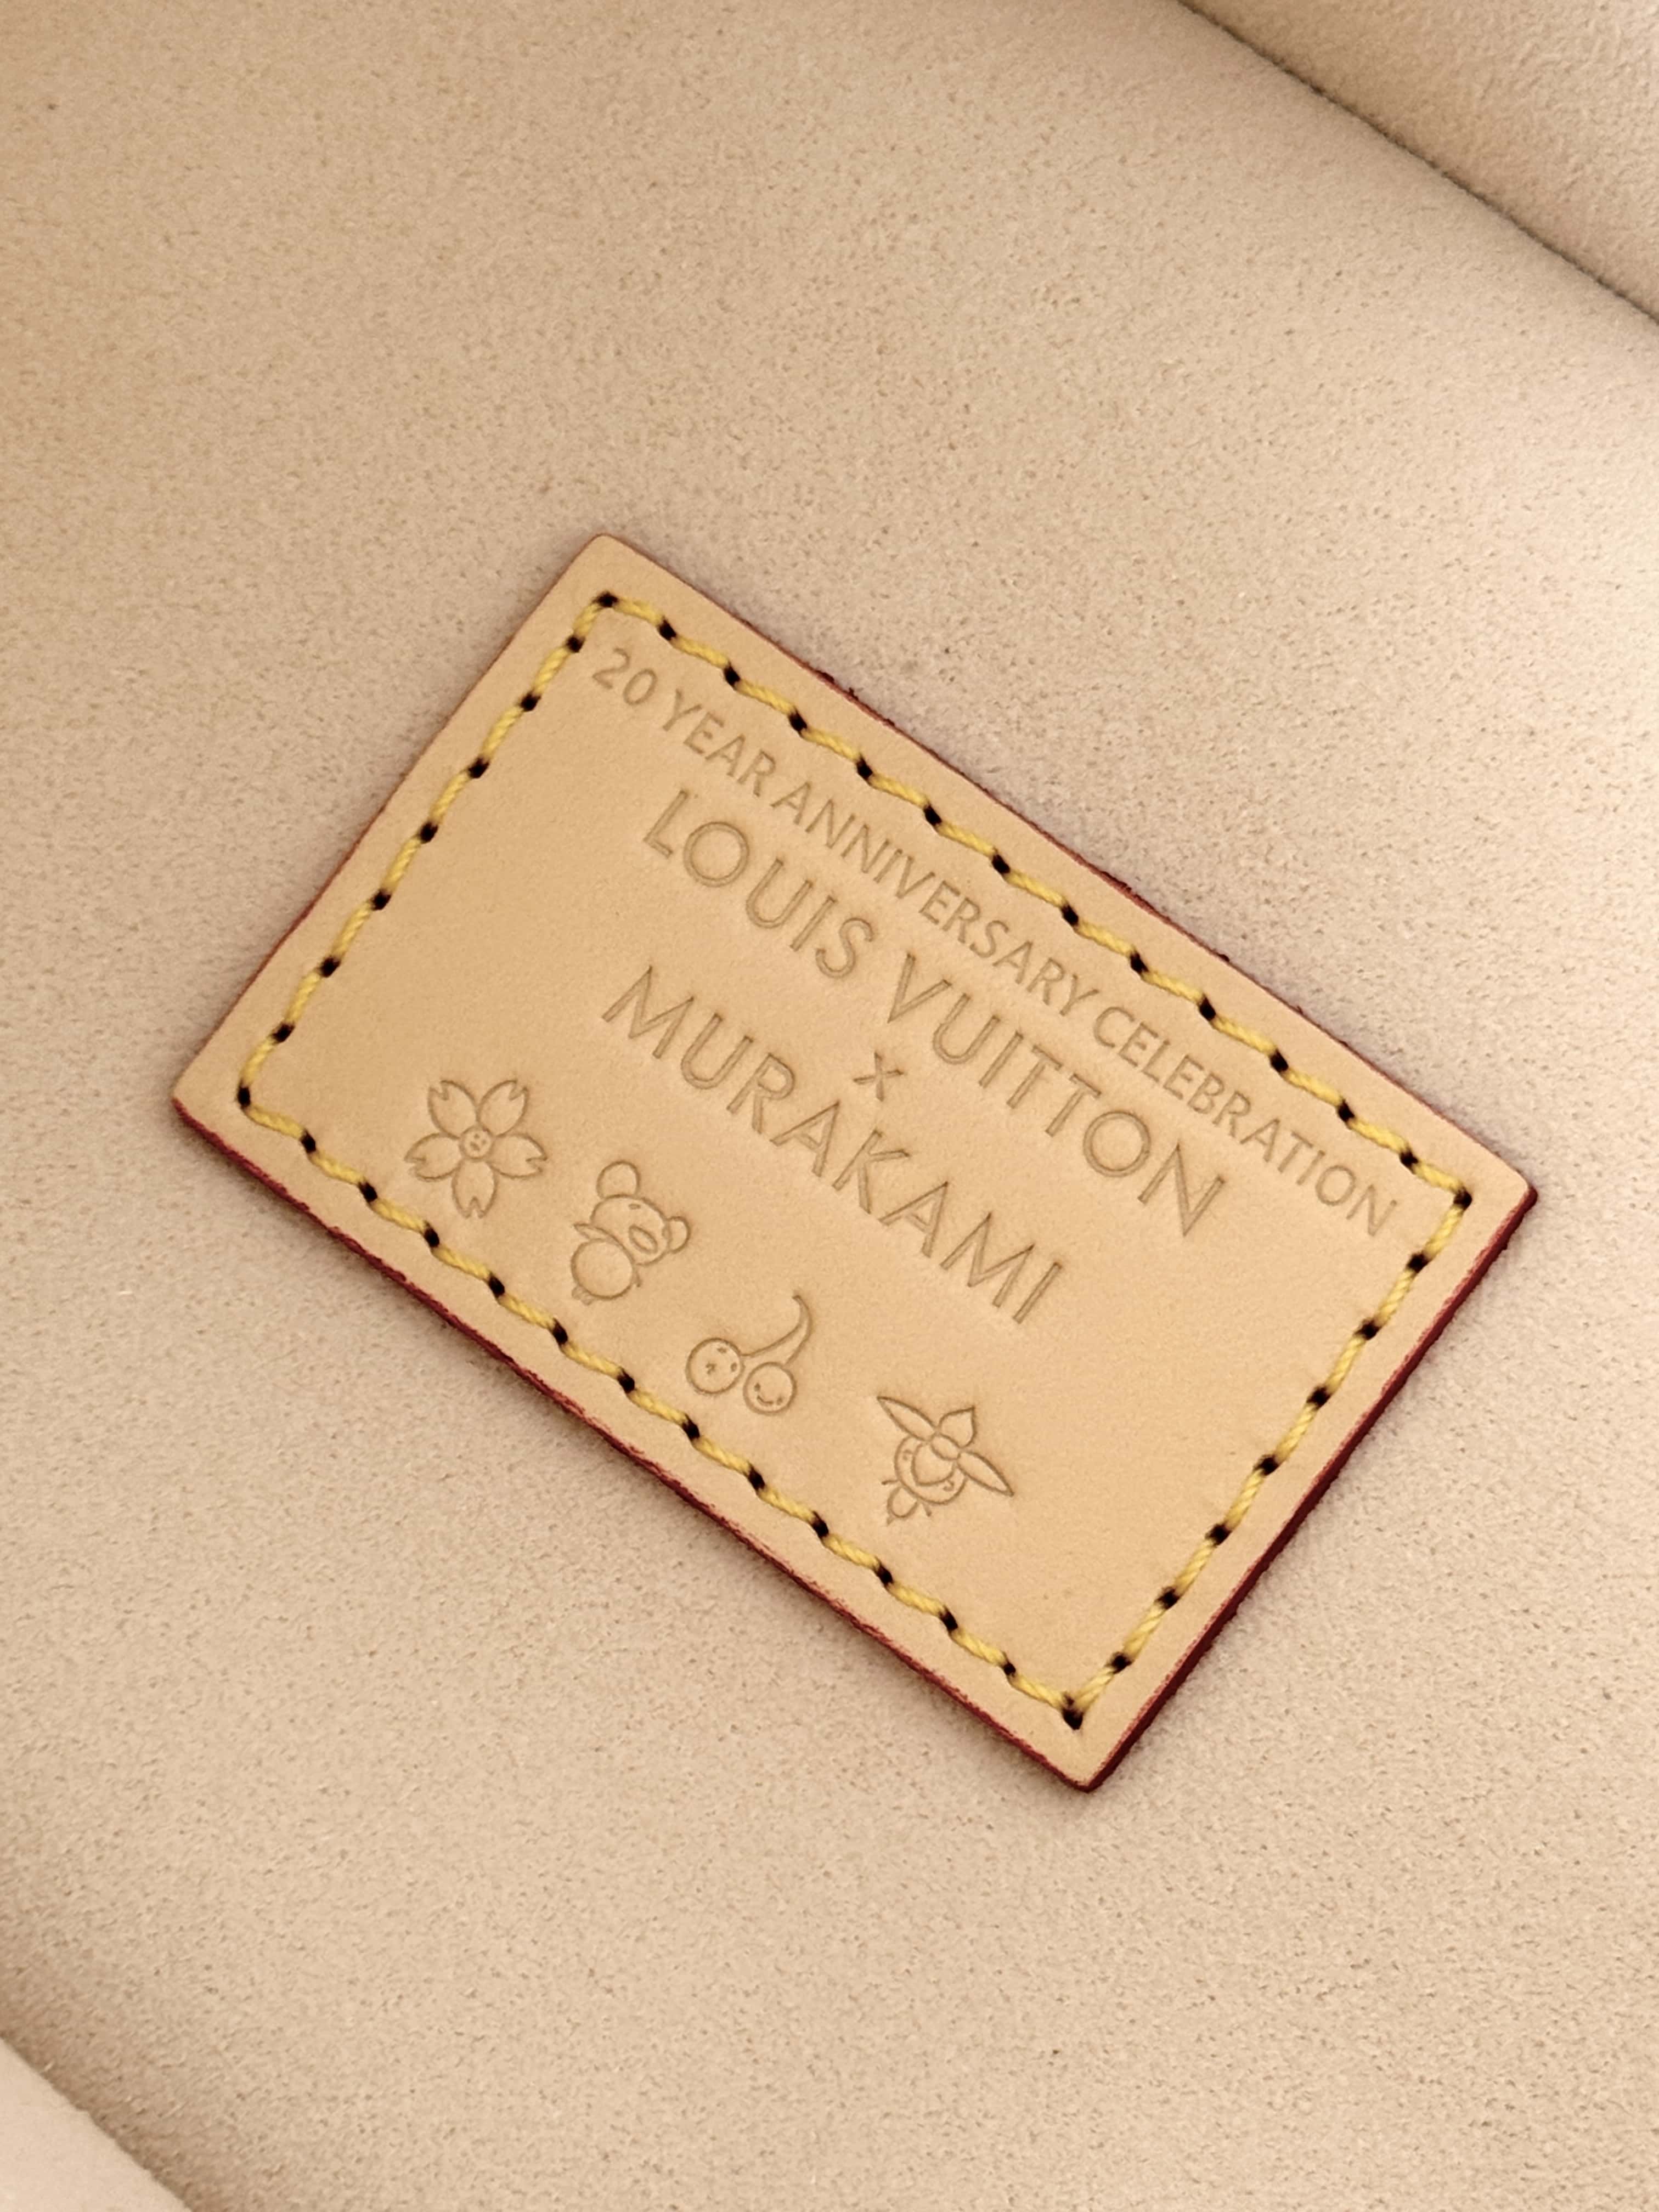 20 YEAR ANNIVERSARY CELEBRATION
LOUIS VUITTON
x
MURAKAMI